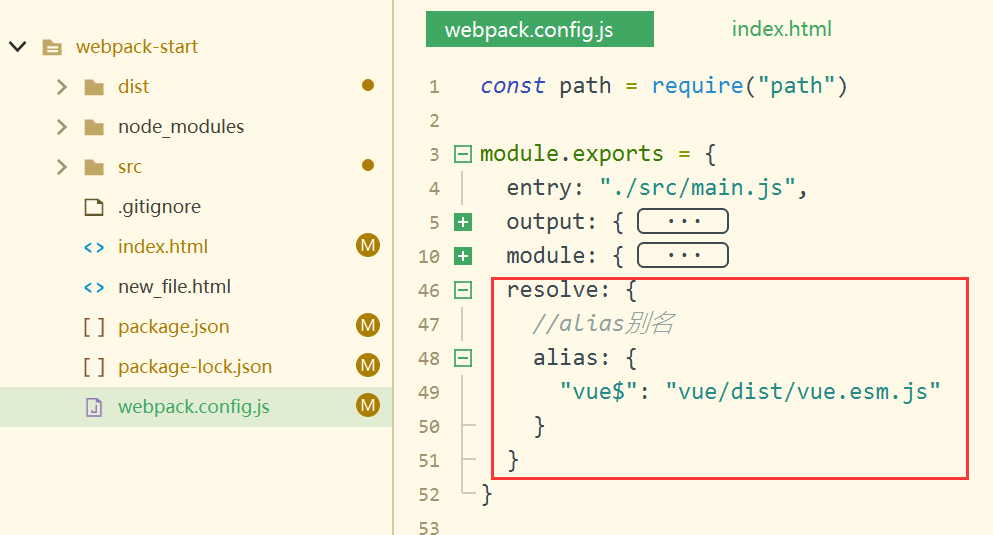 webpack-start
dist
node_modules
src
.gitignore
index.html M
new_file.html
package.json M
package-lock.json M
webpack.config.js M
webpack.config.js index.html
1 const path = require("path")
2
3 module.exports = {
4 entry: "./src/main.js",
5 output: { ...
10 module: { ...
46 resolve: {
47 //alias别名
48 alias: {
49 "vue$": "vue/dist/vue.esm.js"
50 }
51 }
52 }
53